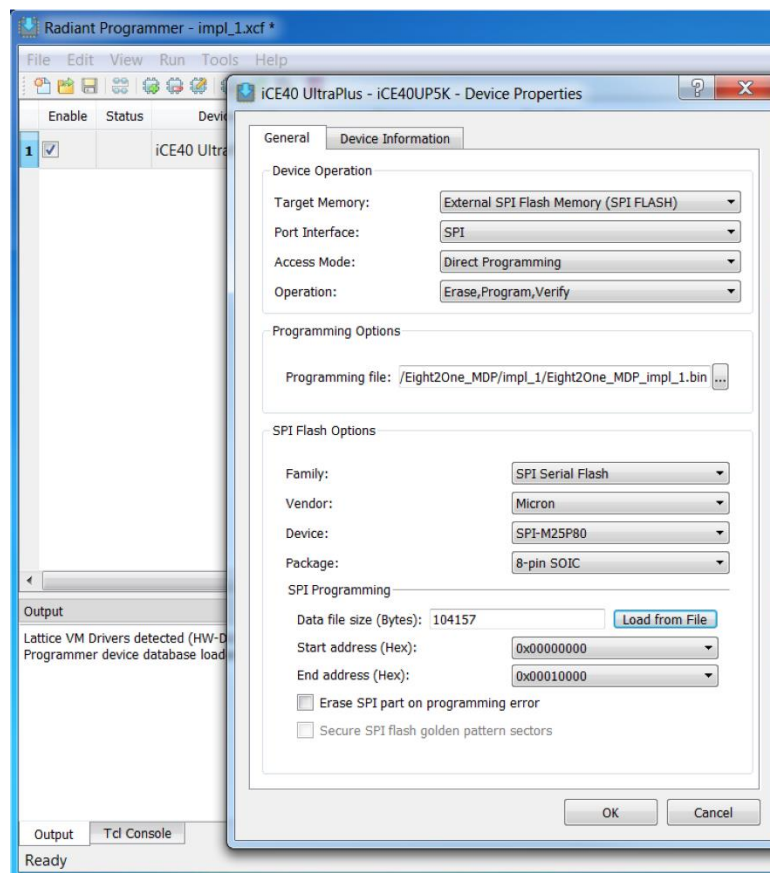 Radiant Programmer - impl_1.xcf *
File Edit View Run Tools Help
iCE40 UltraPlus - iCE40UP5K - Device Properties
Enable Status
1 iCE40
General Device Information
Device Operation
Target Memory: External SPI Flash Memory (SPI FLASH)
Port Interface: SPI
Access Mode: Direct Programming
Operation: Erase,Program,Verify
Programming Options
Programming file: /Eight2One_MDP/impl_1/Eight2One_MDP_impl_1.bin ...
SPI Flash Options
Family: SPI Serial Flash
Vendor: Micron
Device: SPI-M25P80
Package: 8-pin SOIC
SPI Programming
Data file size (Bytes): 104157 Load from File
Start address (Hex): 0x00000000
End address (Hex): 0x00010000
Erase SPI part on programming error
Secure SPI flash golden pattern sectors
OK Cancel
Output
Lattice VM Drivers detected (HW-D
Programmer device database load
Output Tcl Console
Ready